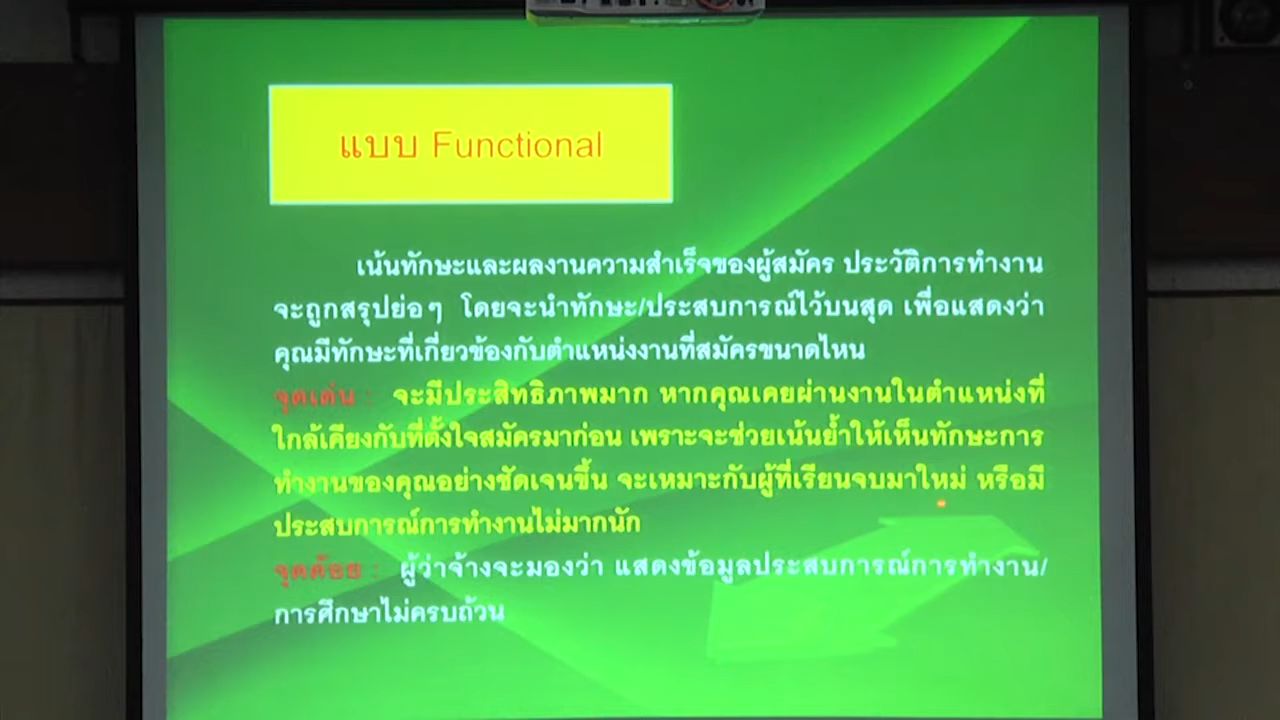 แบบ Functional
เน้นทักษะและผลงานความสำเร็จของผู้สมัคร ประวัติการทำงาน
จะถูกสรุปย่อๆ โดยจะนำทักษะ/ประสบการณ์ไว้บนสุด เพื่อแสดงว่า
คุณมีทักษะที่เกี่ยวข้องกับตำแหน่งงานที่สมัครขนาดไหน
จุดเด่น : จะมีประสิทธิภาพมาก หากคุณเคยผ่านงานในตำแหน่งที่
ใกล้เคียงกับที่ตั้งใจสมัครมาก่อน เพราะจะช่วยเน้นย้ำให้เห็นทักษะการ
ทำงานของคุณอย่างชัดเจนขึ้น จะเหมาะกับผู้ที่เรียนจบมาใหม่ หรือมี
ประสบการณ์การทำงานไม่มากนัก
จุดด้อย : ผู้ว่าจ้างจะมองว่า แสดงข้อมูลประสบการณ์การทำงาน/
การศึกษาไม่ครบถ้วน